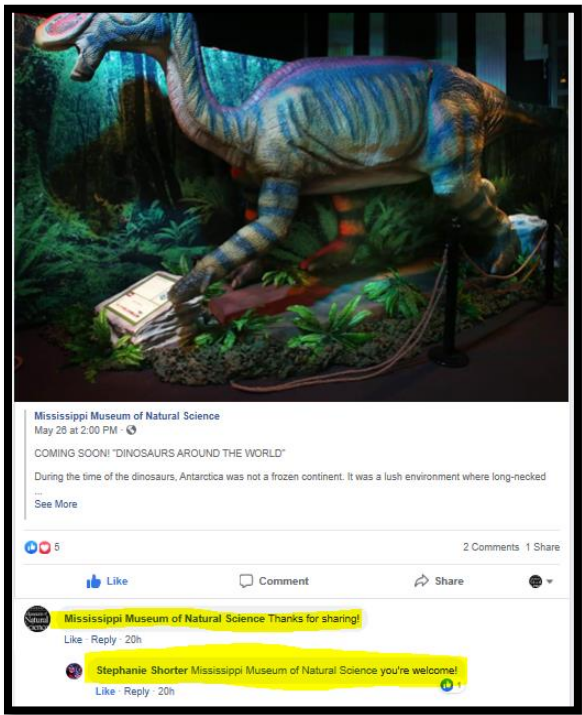 Mississippi Museum of Natural Science
May 26 at 2:00 PM ·
COMING SOON! "DINOSAURS AROUND THE WORLD"
During the time of the dinosaurs, Antarctica was not a frozen continent. It was a lush environment where long-necked
...
See More
5
2 Comments 1 Share
Like Comment Share
Mississippi Museum of Natural Science Thanks for sharing!
Like · Reply · 20h
Stephanie Shorter Mississippi Museum of Natural Science you're welcome!
1
Like · Reply · 20h